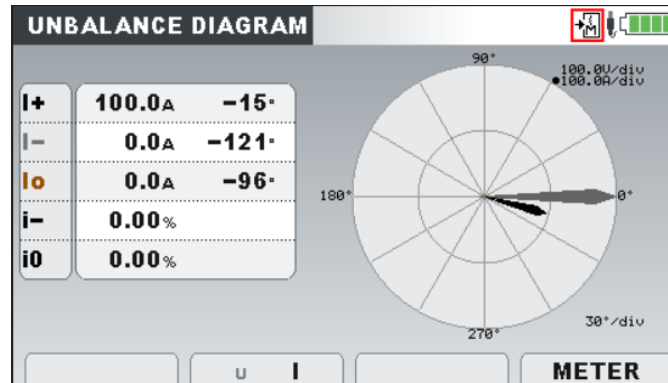 UNBALANCE DIAGRAM
M
90°
100.0V/div
100.0A/div
I+ 100.0A -15°
I- 0.0A -121°
Io 0.0A -96°
i- 0.00%
i0 0.00%
180°
0°
270°
30°/div
U I
METER